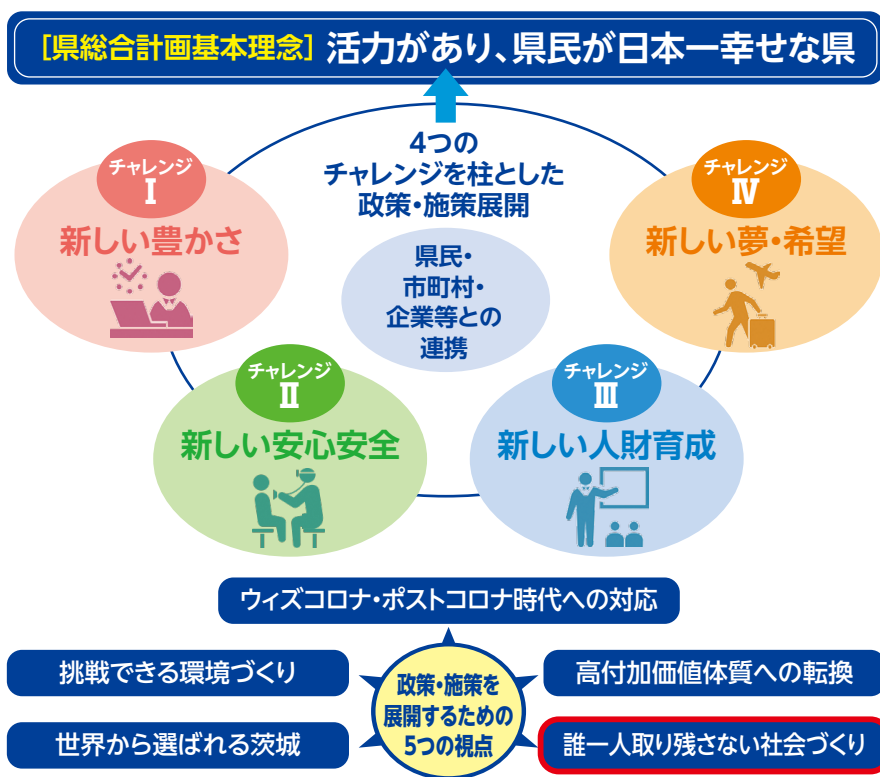 [県総合計画基本理念] 活力があり、県民が日本一幸せな県
4つの
チャレンジを柱とした
政策・施策展開
県民・
市町村・
企業等との
連携
チャレンジ
Ⅰ
新しい豊かさ
チャレンジ
Ⅱ
新しい安心安全
チャレンジ
Ⅲ
新しい人財育成
チャレンジ
Ⅳ
新しい夢・希望
ウィズコロナ・ポストコロナ時代への対応
挑戦できる環境づくり
高付加価値体質への転換
政策・施策を
展開するための
5つの視点
世界から選ばれる茨城
誰一人取り残さない社会づくり